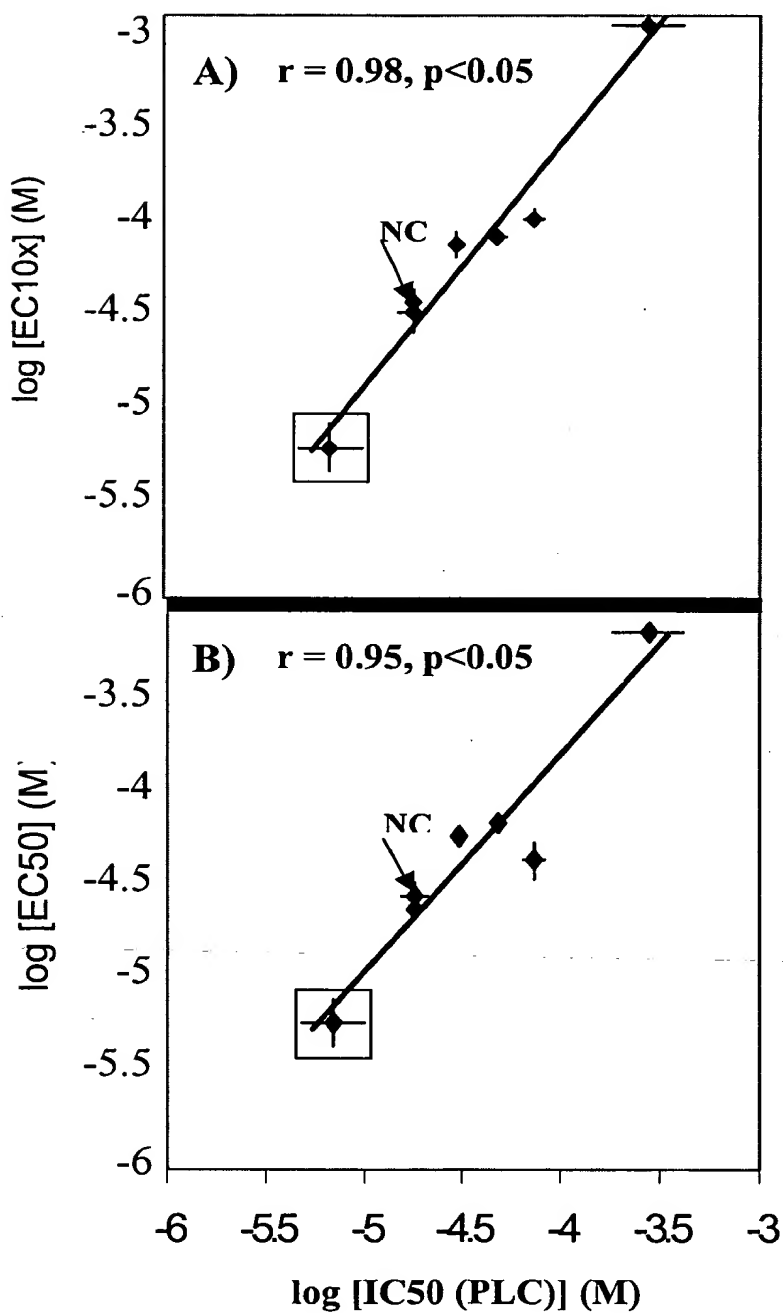 -3
A) r = 0.98, p<0.05
-3.5
-4
NC
-4.5
-5
-5.5
-6
log [EC10x] (M)
B) r = 0.95, p<0.05
-3.5
-4
NC
-4.5
-5
-5.5
-6
log [EC50] (M)
-6 -5.5 -5 -4.5 -4 -3.5 -3
log [IC50 (PLC)] (M)